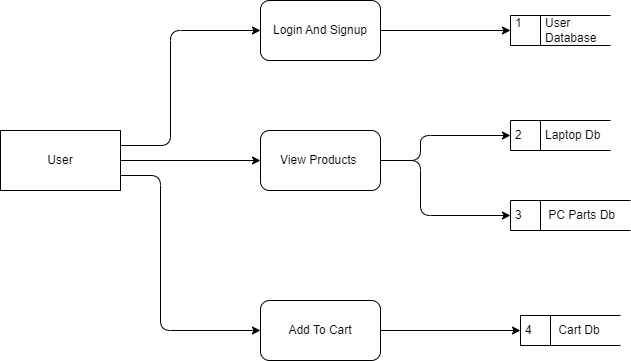 Login And Signup
1
User
Database
User
View Products
2
Laptop Db
3
PC Parts Db
Add To Cart
4
Cart Db